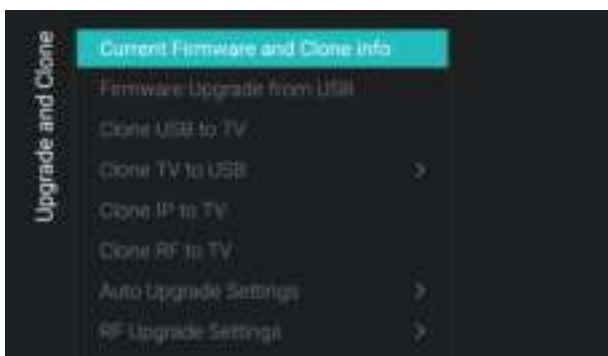 Upgrade and Clone
Current Firmware and Clone Info
Firmware Upgrade from USB
Clone USB to TV
Clone TV to USB
Clone IP to TV
Clone RF to TV
Auto Upgrade Settings
RF Upgrade Settings